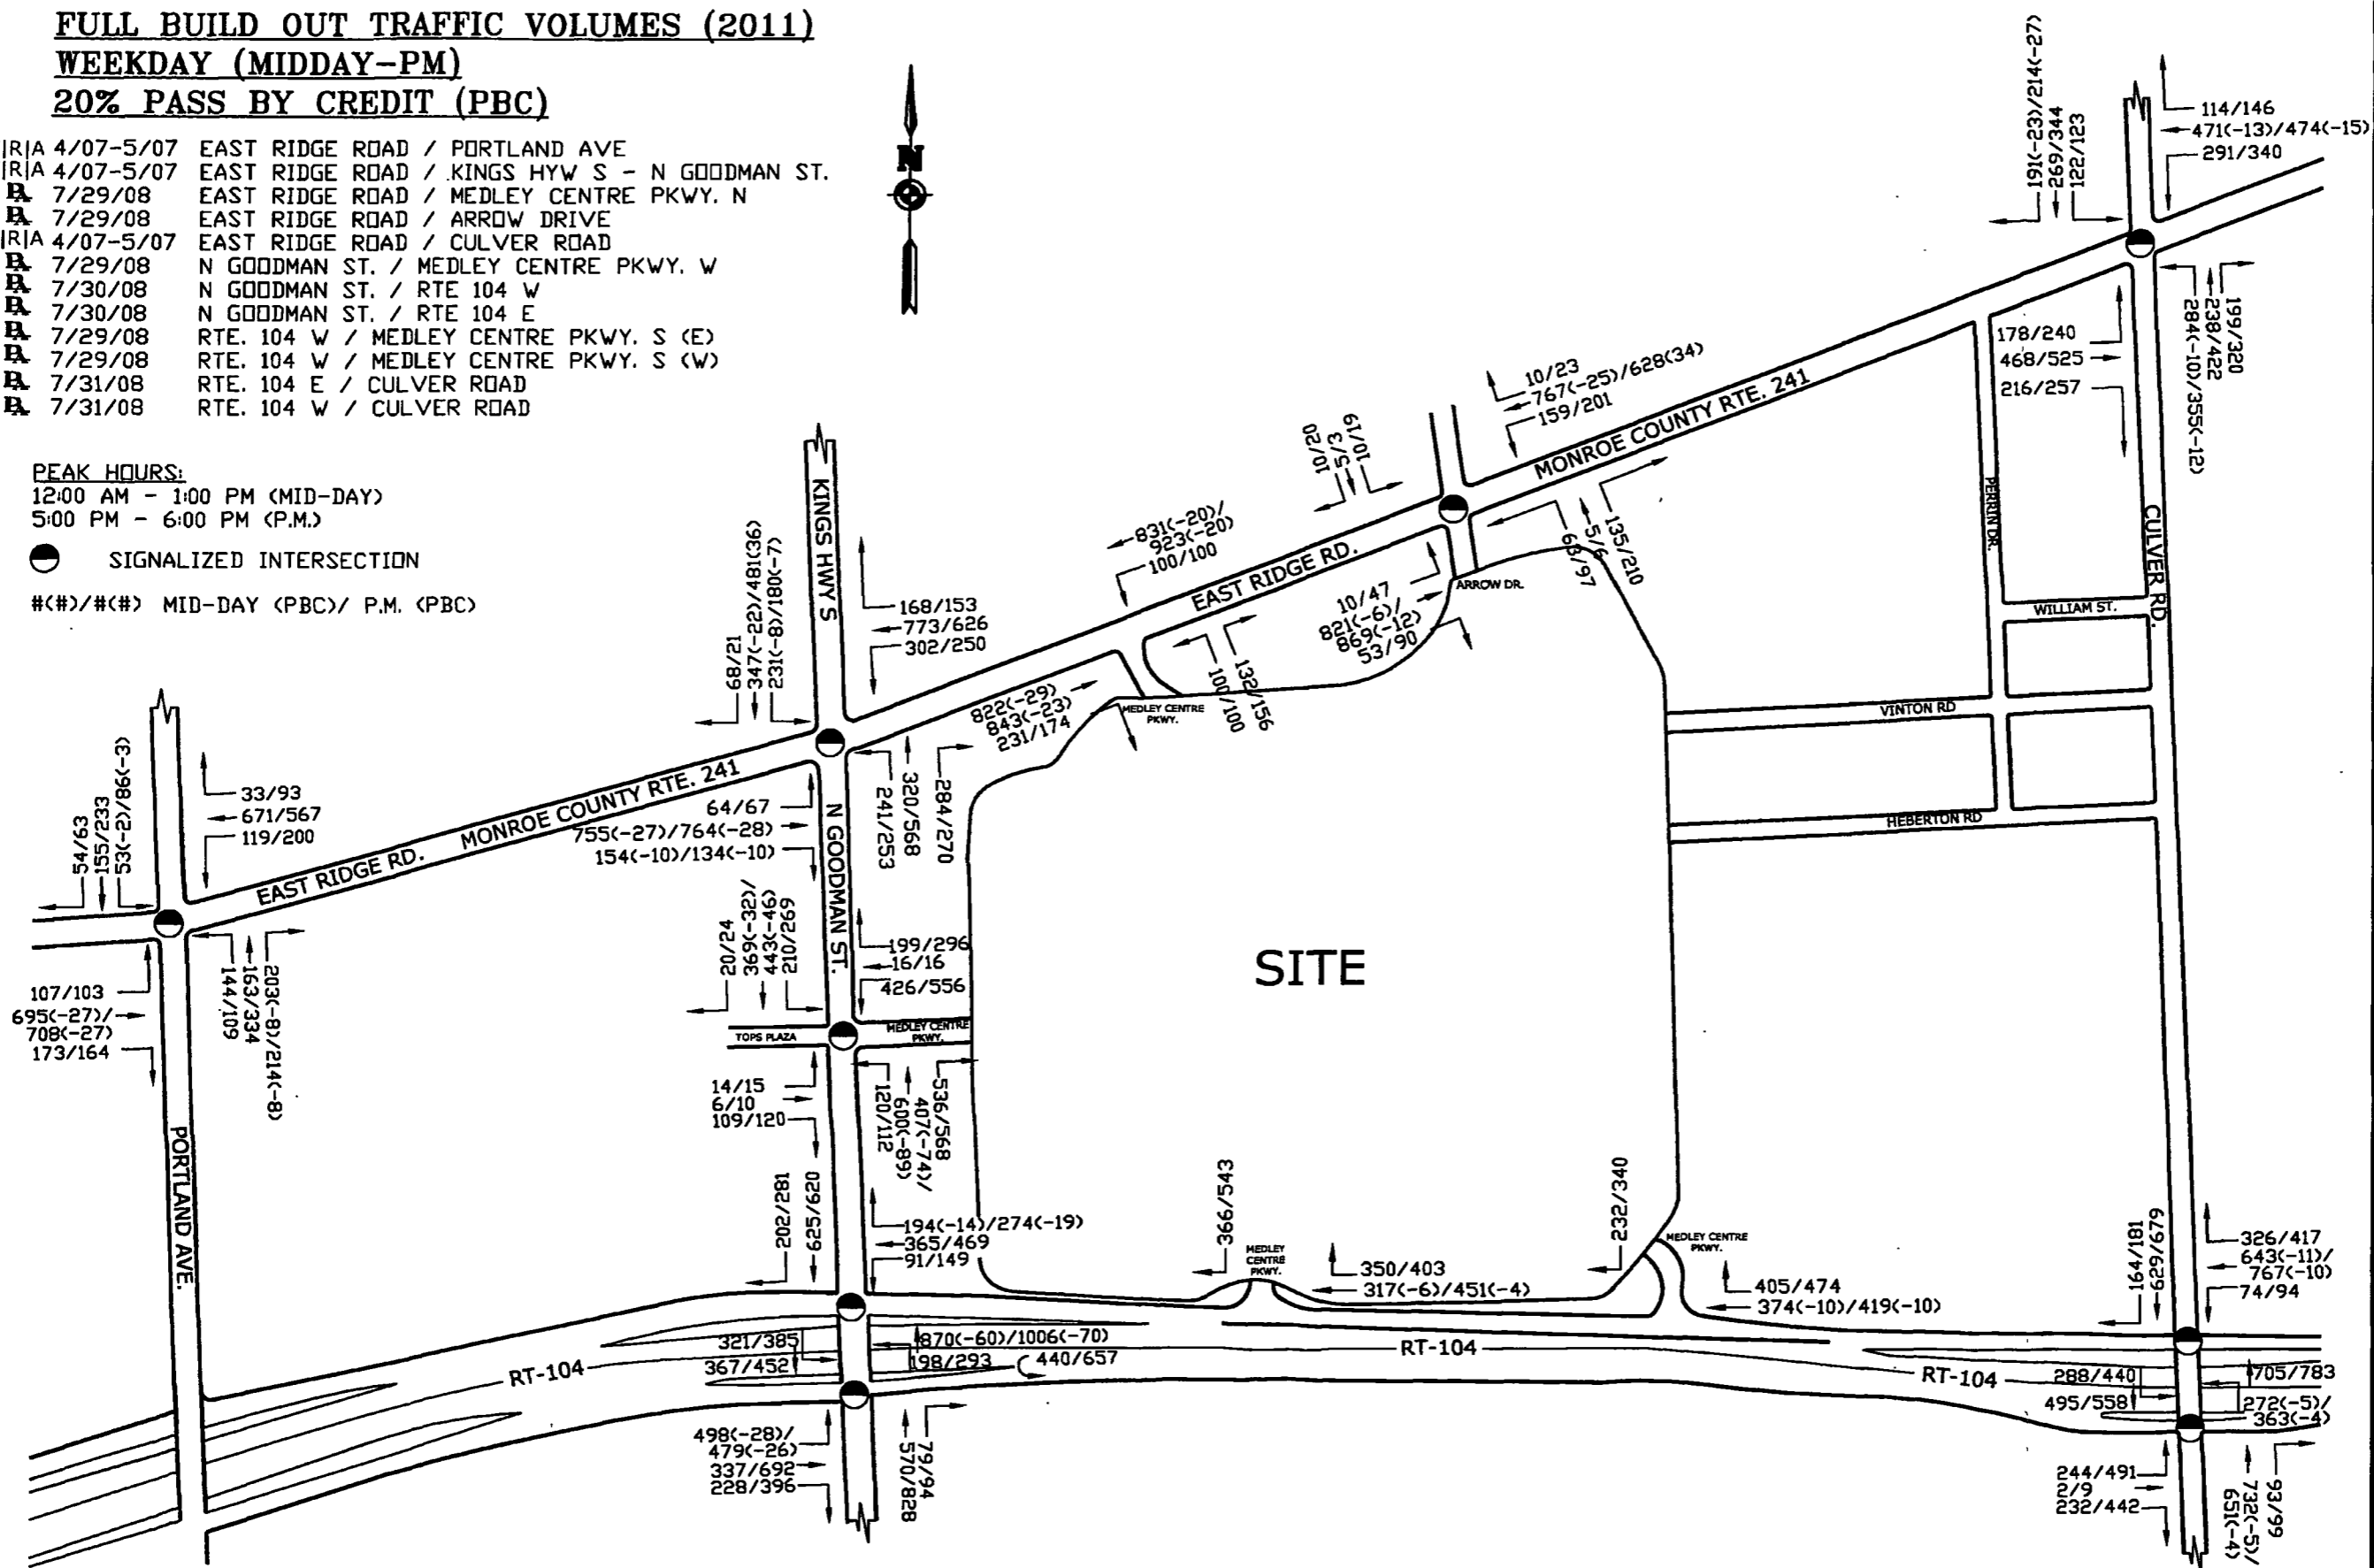 FULL BUILD OUT TRAFFIC VOLUMES (2011)
WEEKDAY (MIDDAY-PM)
20% PASS BY CREDIT (PBC)
|R|A 4/07-5/07 EAST RIDGE ROAD / PORTLAND AVE
|R|A 4/07-5/07 EAST RIDGE ROAD / KINGS HYW S - N GOODMAN ST.
7/29/08 EAST RIDGE ROAD / MEDLEY CENTRE PKWY. N
7/29/08 EAST RIDGE ROAD / ARROW DRIVE
|R|A 4/07-5/07 EAST RIDGE ROAD / CULVER ROAD
7/29/08 N GOODMAN ST. / MEDLEY CENTRE PKWY. W
7/30/08 N GOODMAN ST. / RTE 104 W
7/30/08 N GOODMAN ST. / RTE 104 E
7/29/08 RTE. 104 W / MEDLEY CENTRE PKWY. S (E)
7/29/08 RTE. 104 W / MEDLEY CENTRE PKWY. S (W)
7/31/08 RTE. 104 E / CULVER ROAD
7/31/08 RTE. 104 W / CULVER ROAD
PEAK HOURS:
12:00 AM - 1:00 PM (MID-DAY)
5:00 PM - 6:00 PM (P.M.)
SIGNALIZED INTERSECTION
#(#)/#(#) MID-DAY (PBC)/ P.M. (PBC)
N
191(-23)/214(-27)
269/344
122/123
114/146
471(-13)/474(-15)
291/340
178/240
468/525
216/257
284(-10)/355(-12)
238/422
199/320
10/23
767(-25)/628(34)
159/201
10/20
5/3
10/19
MONROE COUNTY RTE. 241
63/97
5/6
135/210
ARROW DR.
10/47
821(-6)/
869(-12)
53/90
EAST RIDGE RD.
831(-20)/
923(-20)
100/100
100/100
132/156
822(-29)
843(-23)
231/174
MEDLEY CENTRE
PKWY.
KINGS HWY S
68/21
347(-22)/481(36)
231(-8)/180(-7)
168/153
773/626
302/250
64/67
755(-27)/764(-28)
154(-10)/134(-10)
241/253
320/568
284/270
N GOODMAN ST.
MONROE COUNTY RTE. 241
EAST RIDGE RD.
54/63
155/233
53(-2)/86(-3)
33/93
671/567
119/200
107/103
695(-27)/
708(-27)
173/164
144/109
163/334
203(-8)/214(-8)
PORTLAND AVE.
20/24
369(-32)/
443(-46)
210/269
199/296
16/16
426/556
TOPS PLAZA
MEDLEY CENTRE
PKWY.
14/15
6/10
109/120
120/112
600(-89)
407(-74)/
536/568
SITE
PERRIN DR.
CULVER RD.
WILLIAM ST.
VINTON RD
HEBERTON RD
202/281
625/620
194(-14)/274(-19)
365/469
91/149
366/543
MEDLEY
CENTRE
PKWY.
350/403
317(-6)/451(-4)
232/340
MEDLEY CENTRE
PKWY.
405/474
374(-10)/419(-10)
164/181
629/679
326/417
643(-11)/
767(-10)
74/94
RT-104
321/385
367/452
870(-60)/1006(-70)
198/293
440/657
RT-104
RT-104
288/440
495/558
705/783
272(-5)/
363(-4)
498(-28)/
479(-26)
337/692
228/396
570/828
79/94
244/491
2/9
232/442
651(-4)
732(-5)/
93/99